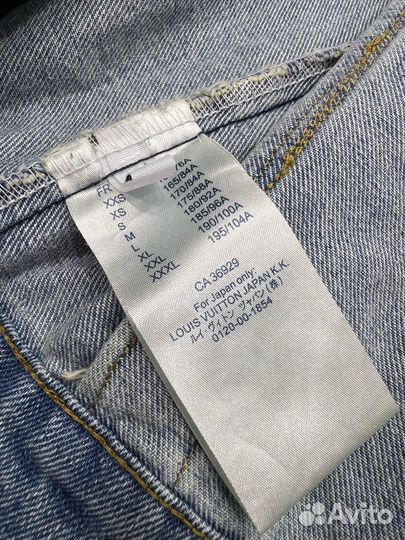 FR
XXS 165/84A
XS 170/84A
S 175/88A
M 180/92A
L 185/96A
XL 190/100A
XXL 195/104A
XXXL
CA 36929
For Japan only:
LOUIS VUITTON JAPAN K.K.
ルイ ヴィトン ジャパン (株)
0120-00-1854
Avito